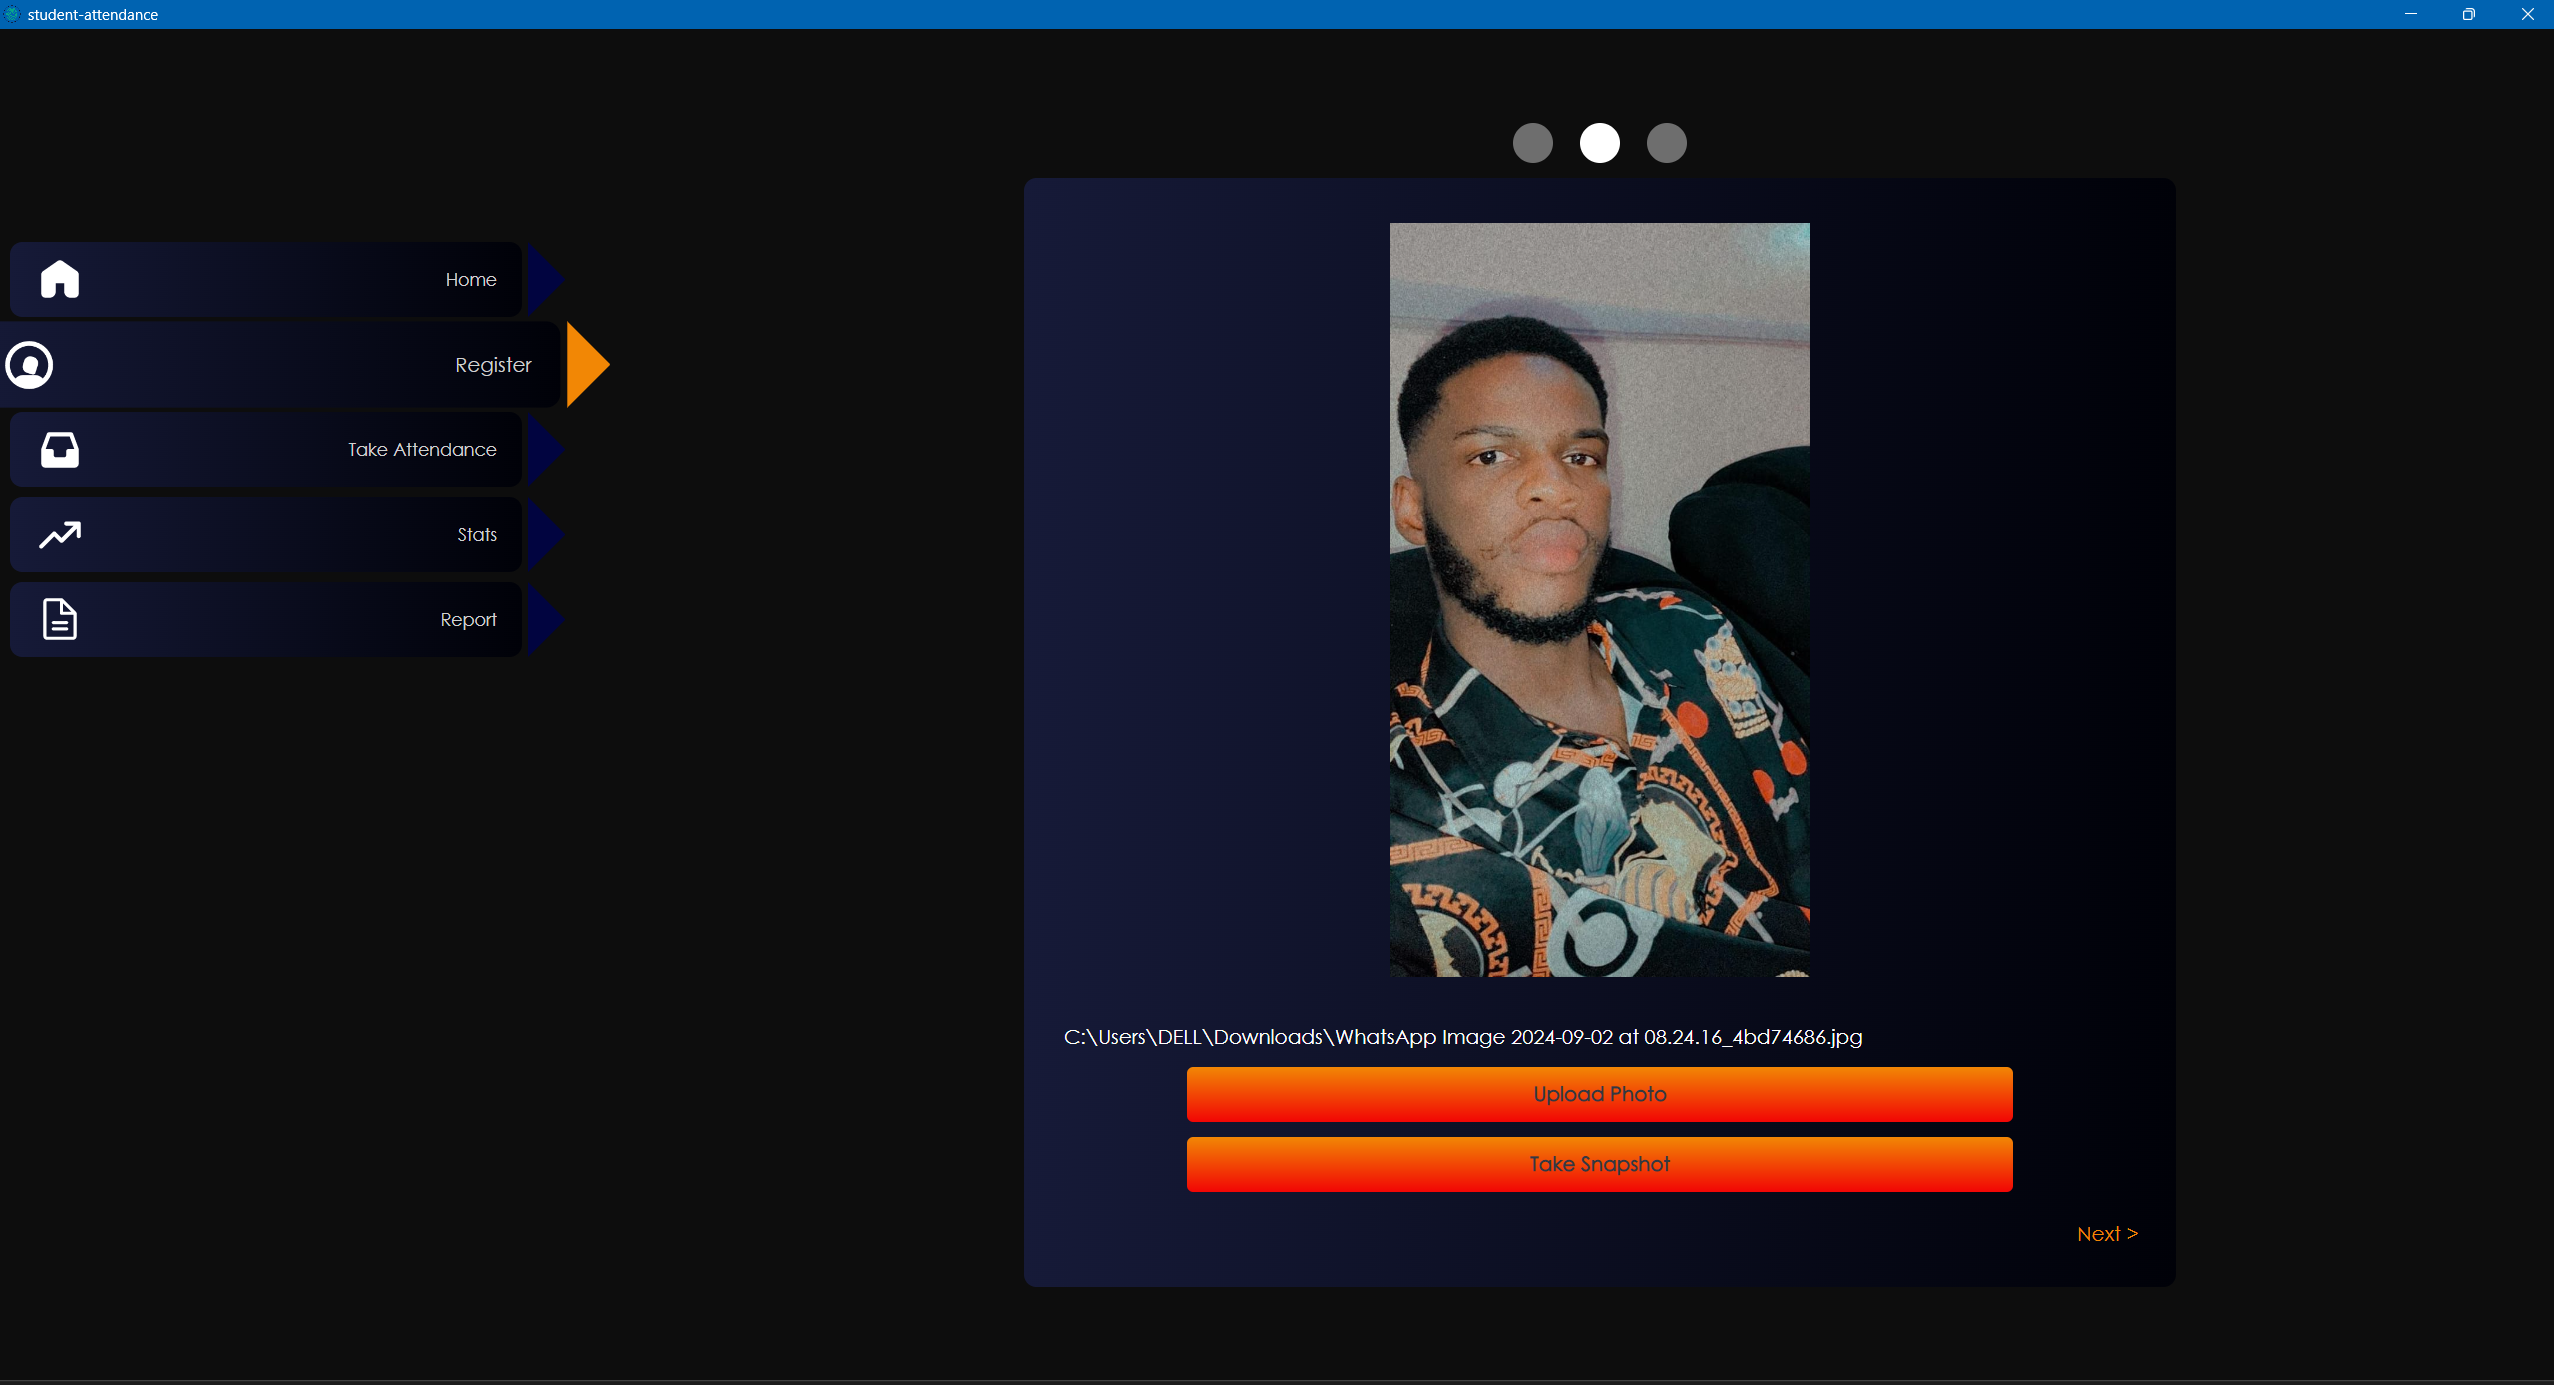 student-attendance
Home
Register
Take Attendance
Stats
Report
C:\Users\DELL\Downloads\WhatsApp Image 2024-09-02 at 08.24.16_4bd74686.jpg
Upload Photo
Take Snapshot
Next >